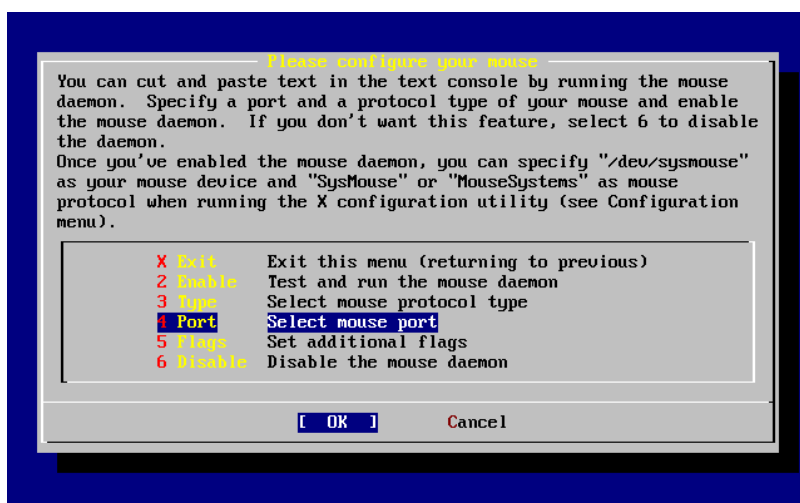 Please configure your mouse
You can cut and paste text in the text console by running the mouse
daemon.  Specify a port and a protocol type of your mouse and enable
the mouse daemon.  If you don't want this feature, select 6 to disable
the daemon.
Once you've enabled the mouse daemon, you can specify "/dev/sysmouse"
as your mouse device and "SysMouse" or "MouseSystems" as mouse
protocol when running the X configuration utility (see Configuration
menu).
X Exit     Exit this menu (returning to previous)
2 Enable   Test and run the mouse daemon
3 Type     Select mouse protocol type
4 Port     Select mouse port
5 Flags    Set additional flags
6 Disable  Disable the mouse daemon
[  OK  ]       Cancel